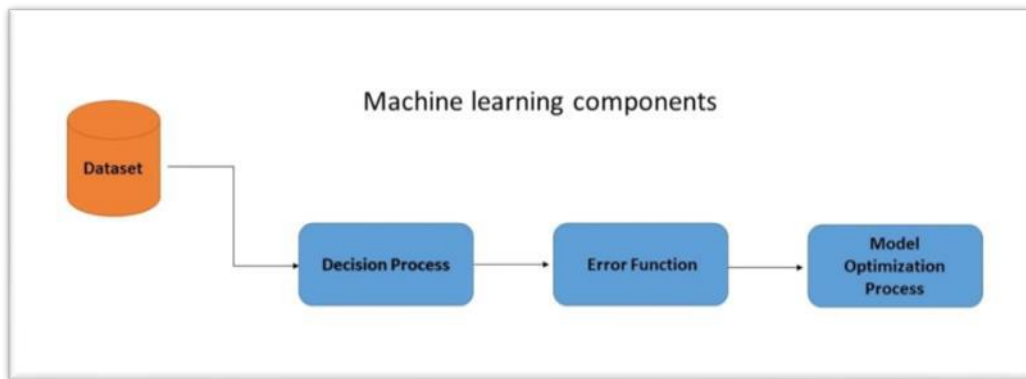 Machine learning components
Dataset
Decision Process
Error Function
Model
Optimization
Process